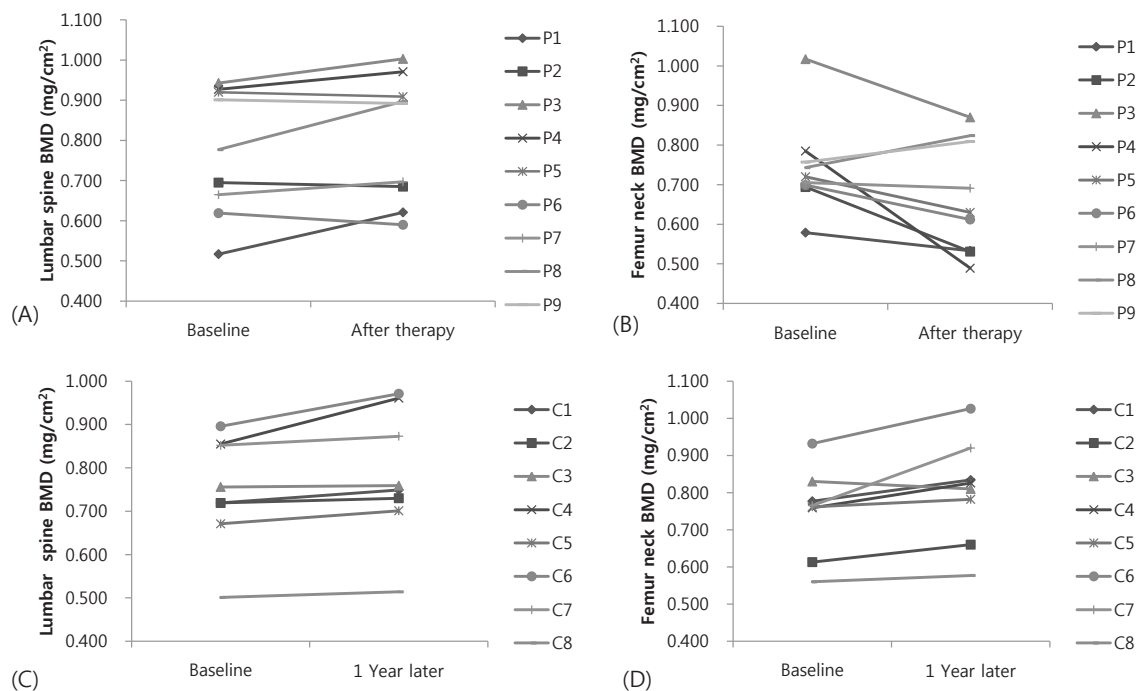 1.100
1.000
0.900
0.800
0.700
0.600
0.500
0.400
Lumbar spine BMD (mg/cm²)
Baseline
After therapy
P1
P2
P3
P4
P5
P6
P7
P8
P9
(A)
1.100
1.000
0.900
0.800
0.700
0.600
0.500
0.400
Femur neck BMD (mg/cm²)
Baseline
After therapy
P1
P2
P3
P4
P5
P6
P7
P8
P9
(B)
1.000
0.900
0.800
0.700
0.600
0.500
0.400
Lumbar spine BMD (mg/cm²)
Baseline
1 Year later
C1
C2
C3
C4
C5
C6
C7
C8
(C)
1.100
1.000
0.900
0.800
0.700
0.600
0.500
0.400
Femur neck BMD (mg/cm²)
Baseline
1 Year later
C1
C2
C3
C4
C5
C6
C7
C8
(D)